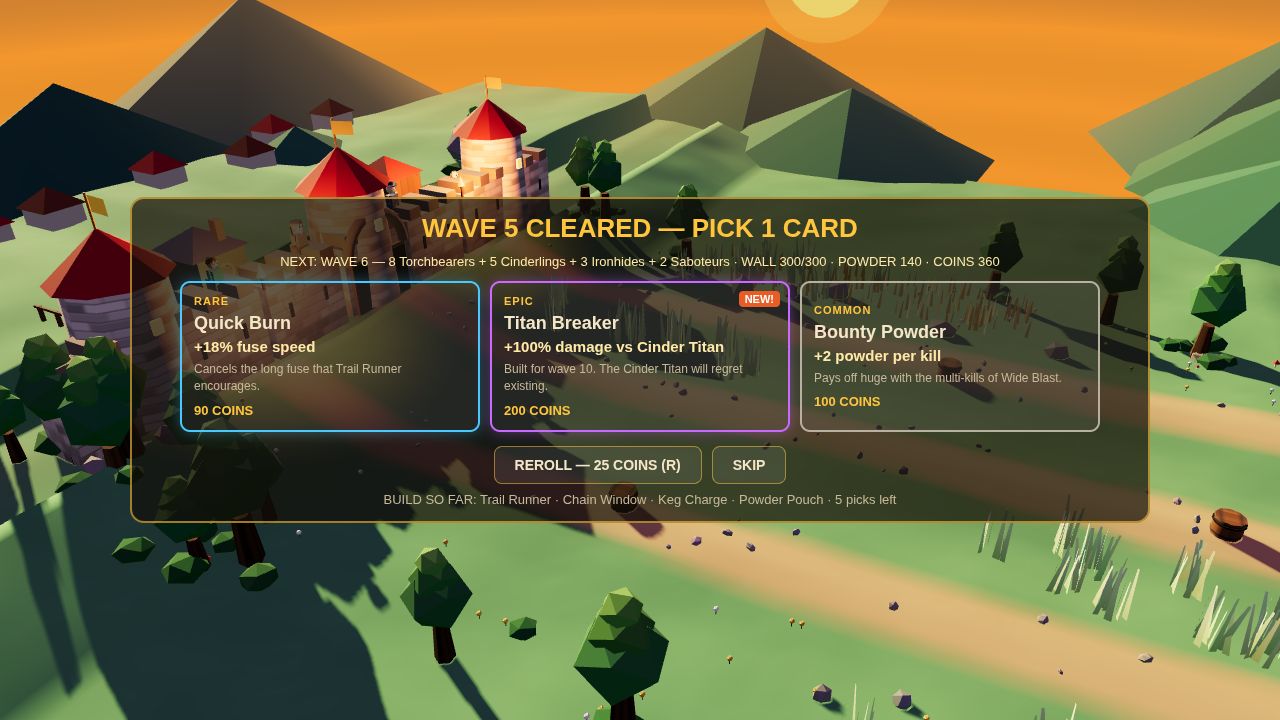 WAVE 5 CLEARED — PICK 1 CARD
NEXT: WAVE 6 — 8 Torchbearers + 5 Cinderlings + 3 Ironhides + 2 Saboteurs · WALL 300/300 · POWDER 140 · COINS 360
RARE
Quick Burn
+18% fuse speed
Cancels the long fuse that Trail Runner
encourages.
90 COINS
EPIC
NEW!
Titan Breaker
+100% damage vs Cinder Titan
Built for wave 10. The Cinder Titan will regret
existing.
200 COINS
COMMON
Bounty Powder
+2 powder per kill
Pays off huge with the multi-kills of Wide Blast.
100 COINS
REROLL — 25 COINS (R)
SKIP
BUILD SO FAR: Trail Runner · Chain Window · Keg Charge · Powder Pouch · 5 picks left